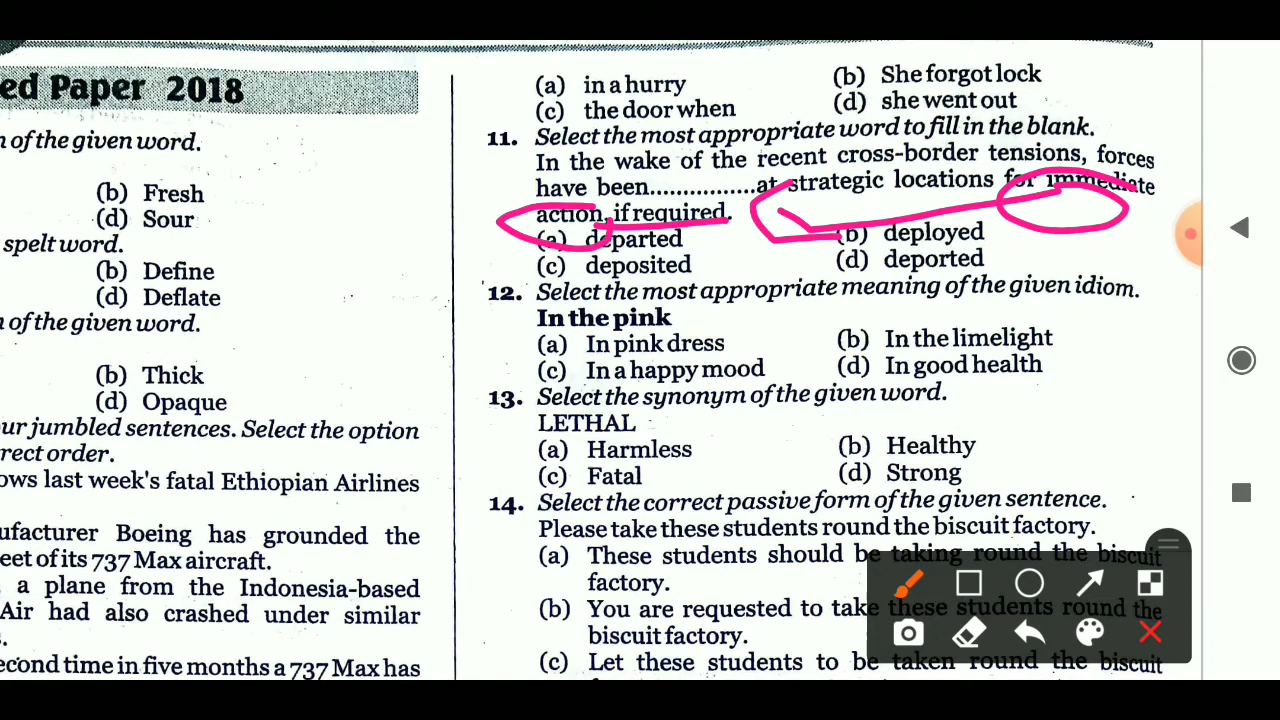 ed Paper 2018
n of the given word.
(b) Fresh
(d) Sour
spelt word.
(b) Define
(d) Deflate
n of the given word.
(b) Thick
(d) Opaque
ur jumbled sentences. Select the option
rrect order.
ows last week's fatal Ethiopian Airlines
ufacturer Boeing has grounded the
eet of its 737 Max aircraft.
a plane from the Indonesia-based
Air had also crashed under similar
s.
econd time in five months a 737 Max has
(a) in a hurry (b) She forgot lock
(c) the door when (d) she went out
11. Select the most appropriate word to fill in the blank.
In the wake of the recent cross-border tensions, forces
have been................at strategic locations for immediate
action, if required.
(a) departed (b) deployed
(c) deposited (d) deported
12. Select the most appropriate meaning of the given idiom.
In the pink
(a) In pink dress (b) In the limelight
(c) In a happy mood (d) In good health
13. Select the synonym of the given word.
LETHAL
(a) Harmless (b) Healthy
(c) Fatal (d) Strong
14. Select the correct passive form of the given sentence.
Please take these students round the biscuit factory.
(a) These students should be taking round the biscuit
factory.
(b) You are requested to take these students round the
biscuit factory.
(c) Let these students to be taken round the biscuit